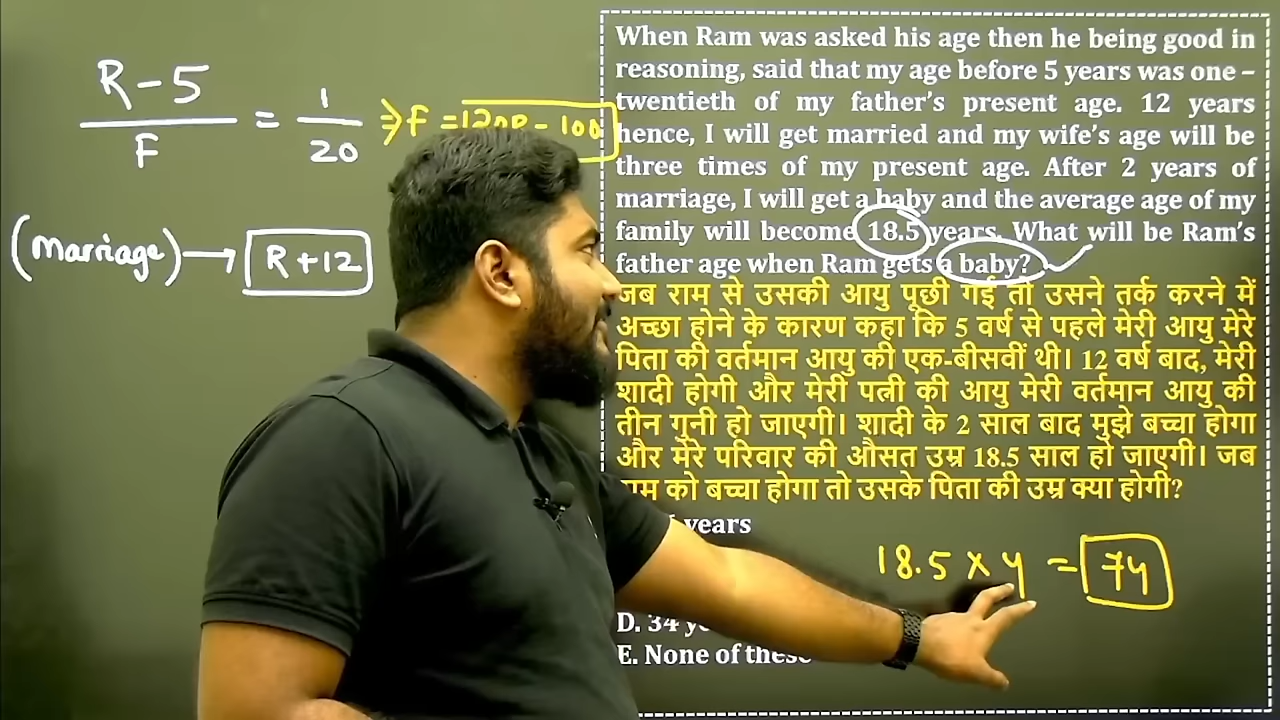 When Ram was asked his age then he being good in
reasoning, said that my age before 5 years was one –
twentieth of my father's present age. 12 years
hence, I will get married and my wife's age will be
three times of my present age. After 2 years of
marriage, I will get a baby and the average age of my
family will become 18.5 years. What will be Ram's
father age when Ram gets a baby?
जब राम से उसकी आयु पूछी गई तो उसने तर्क करने में
अच्छा होने के कारण कहा कि 5 वर्ष से पहले मेरी आयु मेरे
पिता की वर्तमान आयु की एक-बीसवीं थी। 12 वर्ष बाद, मेरी
शादी होगी और मेरी पत्नी की आयु मेरी वर्तमान आयु की
तीन गुनी हो जाएगी। शादी के 2 साल बाद मुझे बच्चा होगा
और मेरे परिवार की औसत उम्र 18.5 साल हो जाएगी। जब
को बच्चा होगा तो उसके पिता की उम्र क्या होगी?
years
D. 34
E. None of these
R-5
/ F = 1/20 ⇒ F =
(marriage) → R+12
18.5 × 4 = 74